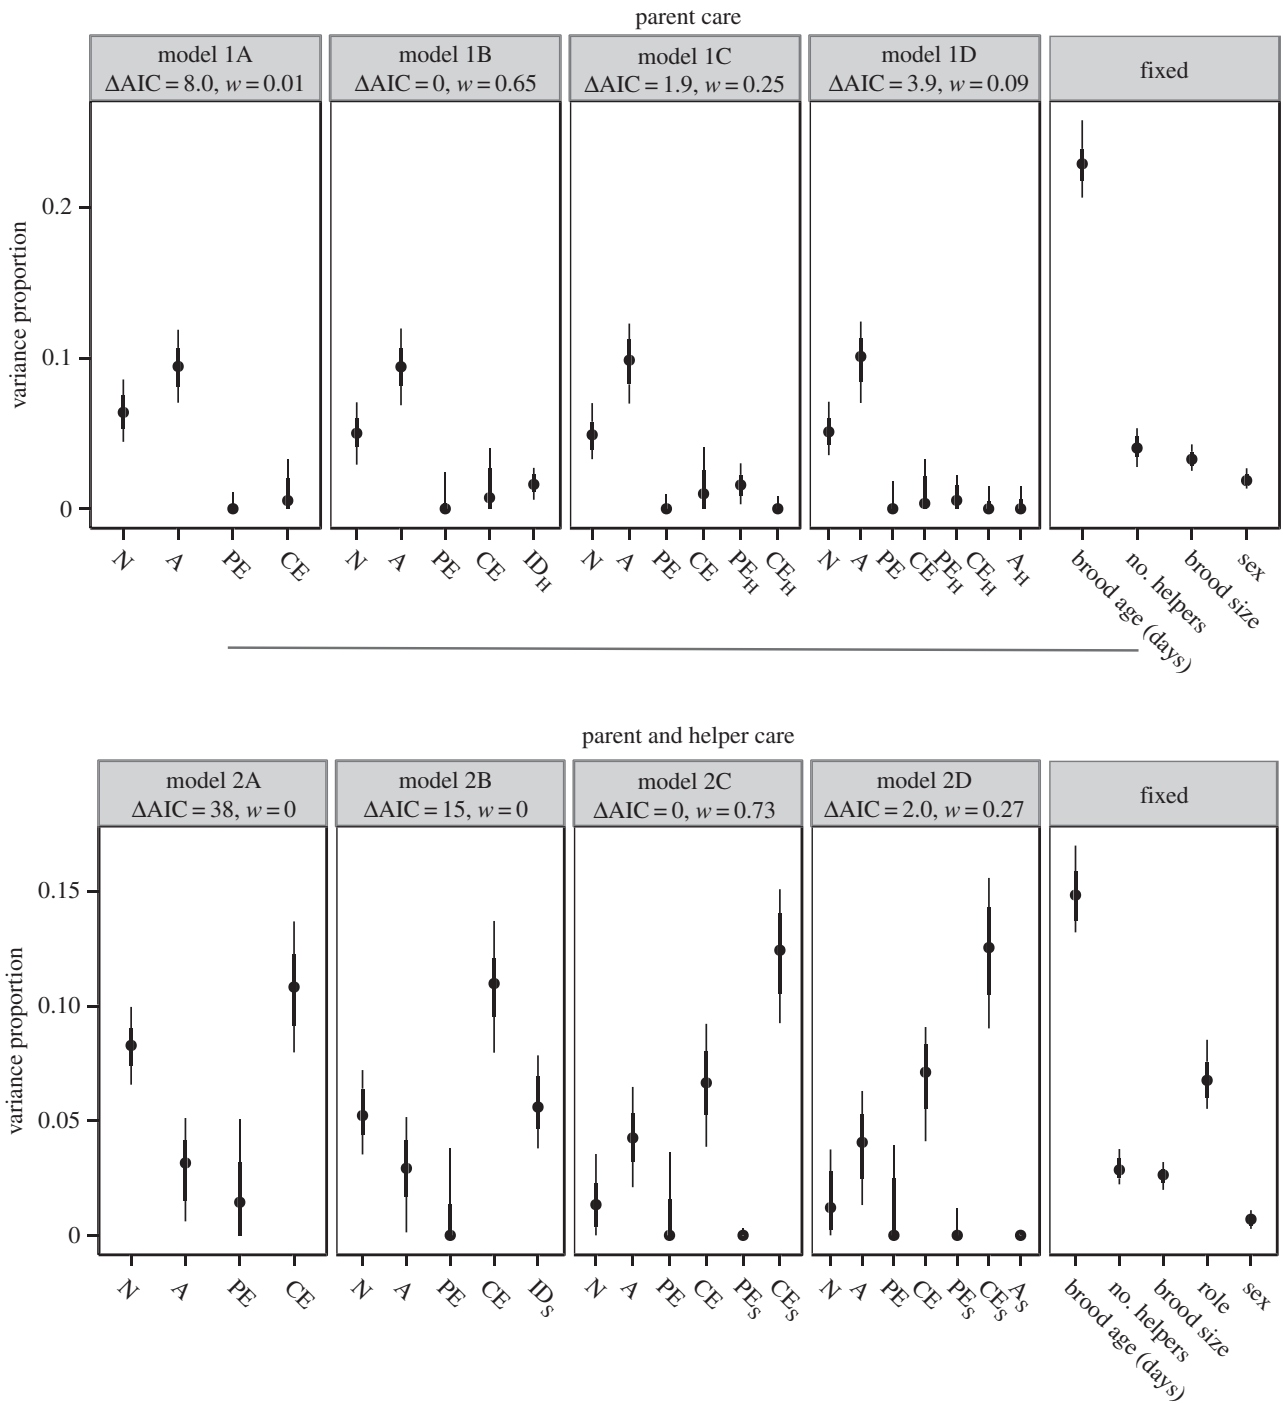 parent care
model 1A
ΔAIC = 8.0, w = 0.01
model 1B
ΔAIC = 0, w = 0.65
model 1C
ΔAIC = 1.9, w = 0.25
model 1D
ΔAIC = 3.9, w = 0.09
fixed
variance proportion
0.2
0.1
0
N A PE CE
N A PE CE ID_H
N A PE CE PE_H CE_H
N A PE CE PE_H CE_H A_H
brood age (days)
no. helpers
brood size
sex
parent and helper care
model 2A
ΔAIC = 38, w = 0
model 2B
ΔAIC = 15, w = 0
model 2C
ΔAIC = 0, w = 0.73
model 2D
ΔAIC = 2.0, w = 0.27
fixed
variance proportion
0.15
0.10
0.05
0
N A PE CE
N A PE CE ID_S
N A PE CE PE_S CE_S
N A PE CE PE_S CE_S A_S
brood age (days)
no. helpers
brood size
role
sex